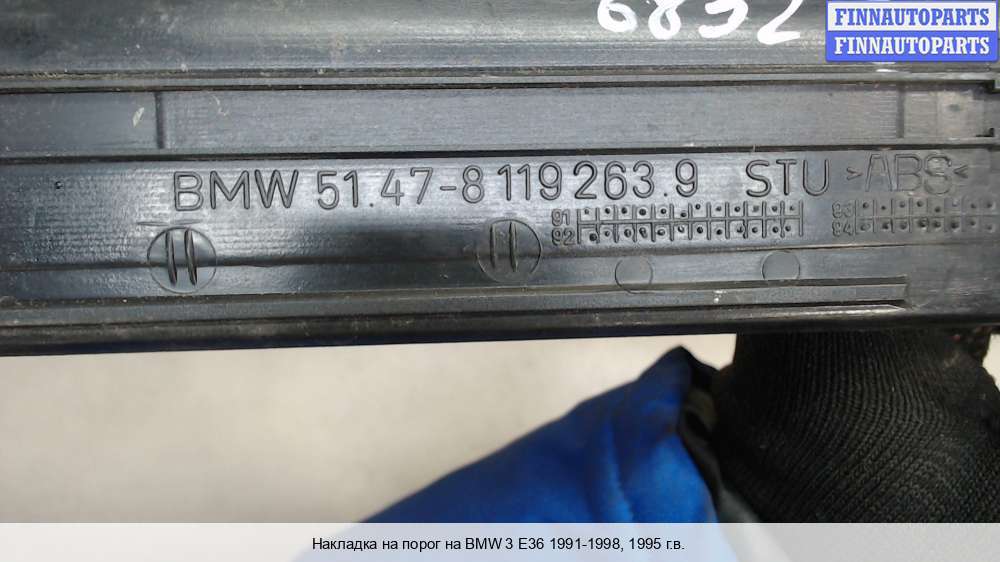 6832
FINNAUTOPARTS
FINNAUTOPARTS
BMW 51.47-8 119 263.9 STU >ABS<
91
92
93
94
Накладка на порог на BMW 3 E36 1991-1998, 1995 г.в.